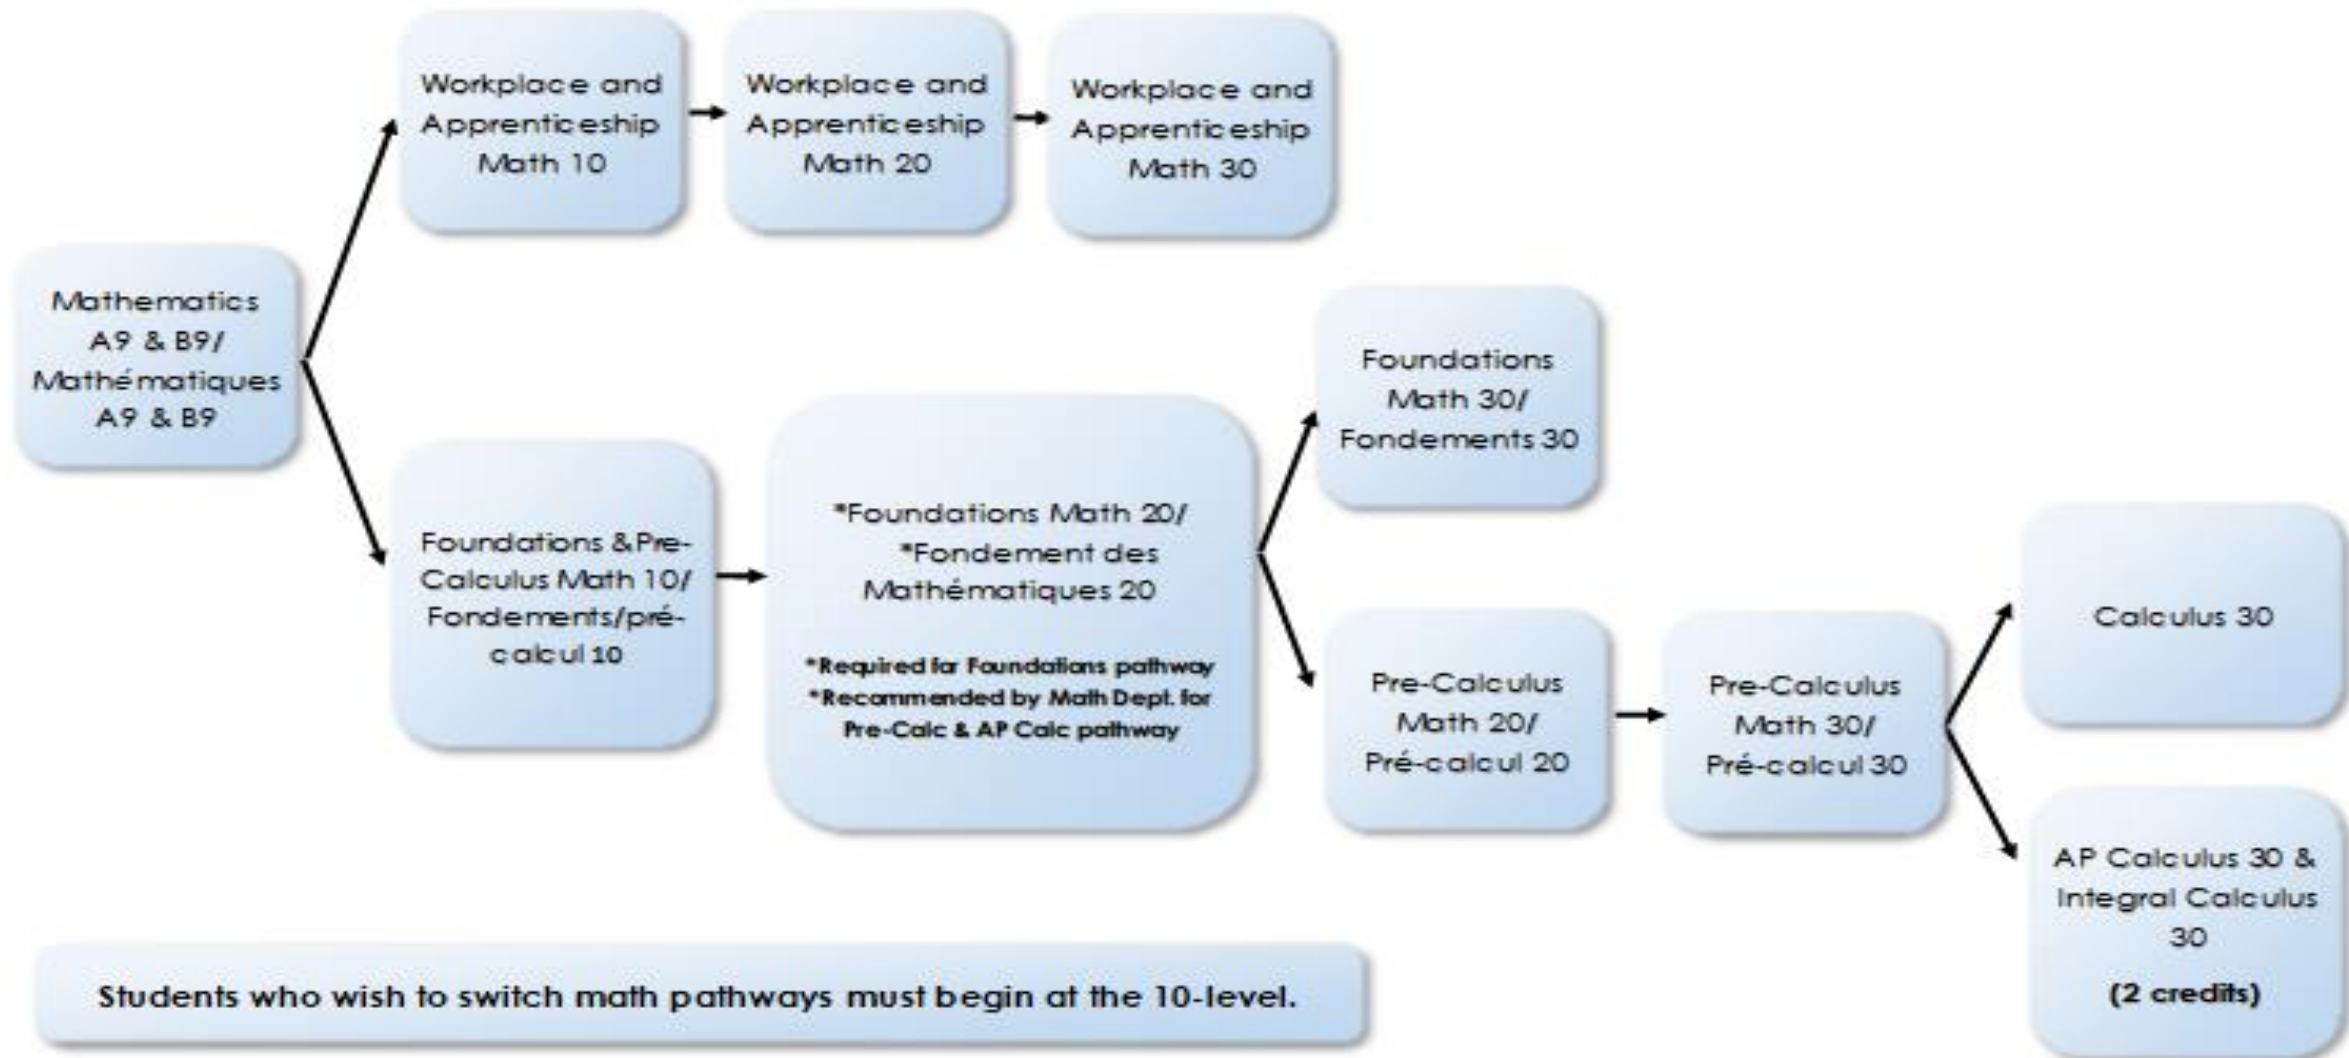 Workplace and
Apprenticeship
Math 10
Workplace and
Apprenticeship
Math 20
Workplace and
Apprenticeship
Math 30
Mathematics
A9 & B9/
Mathématiques
A9 & B9
Foundations & Pre-
Calculus Math 10/
Fondements/pré-
calcul 10
*Foundations Math 20/
*Fondement des
Mathématiques 20
*Required for Foundations pathway
*Recommended by Math Dept. for
Pre-Calc & AP Calc pathway
Foundations
Math 30/
Fondements 30
Pre-Calculus
Math 20/
Pré-calcul 20
Pre-Calculus
Math 30/
Pré-calcul 30
Calculus 30
AP Calculus 30 &
Integral Calculus
30
(2 credits)
Students who wish to switch math pathways must begin at the 10-level.